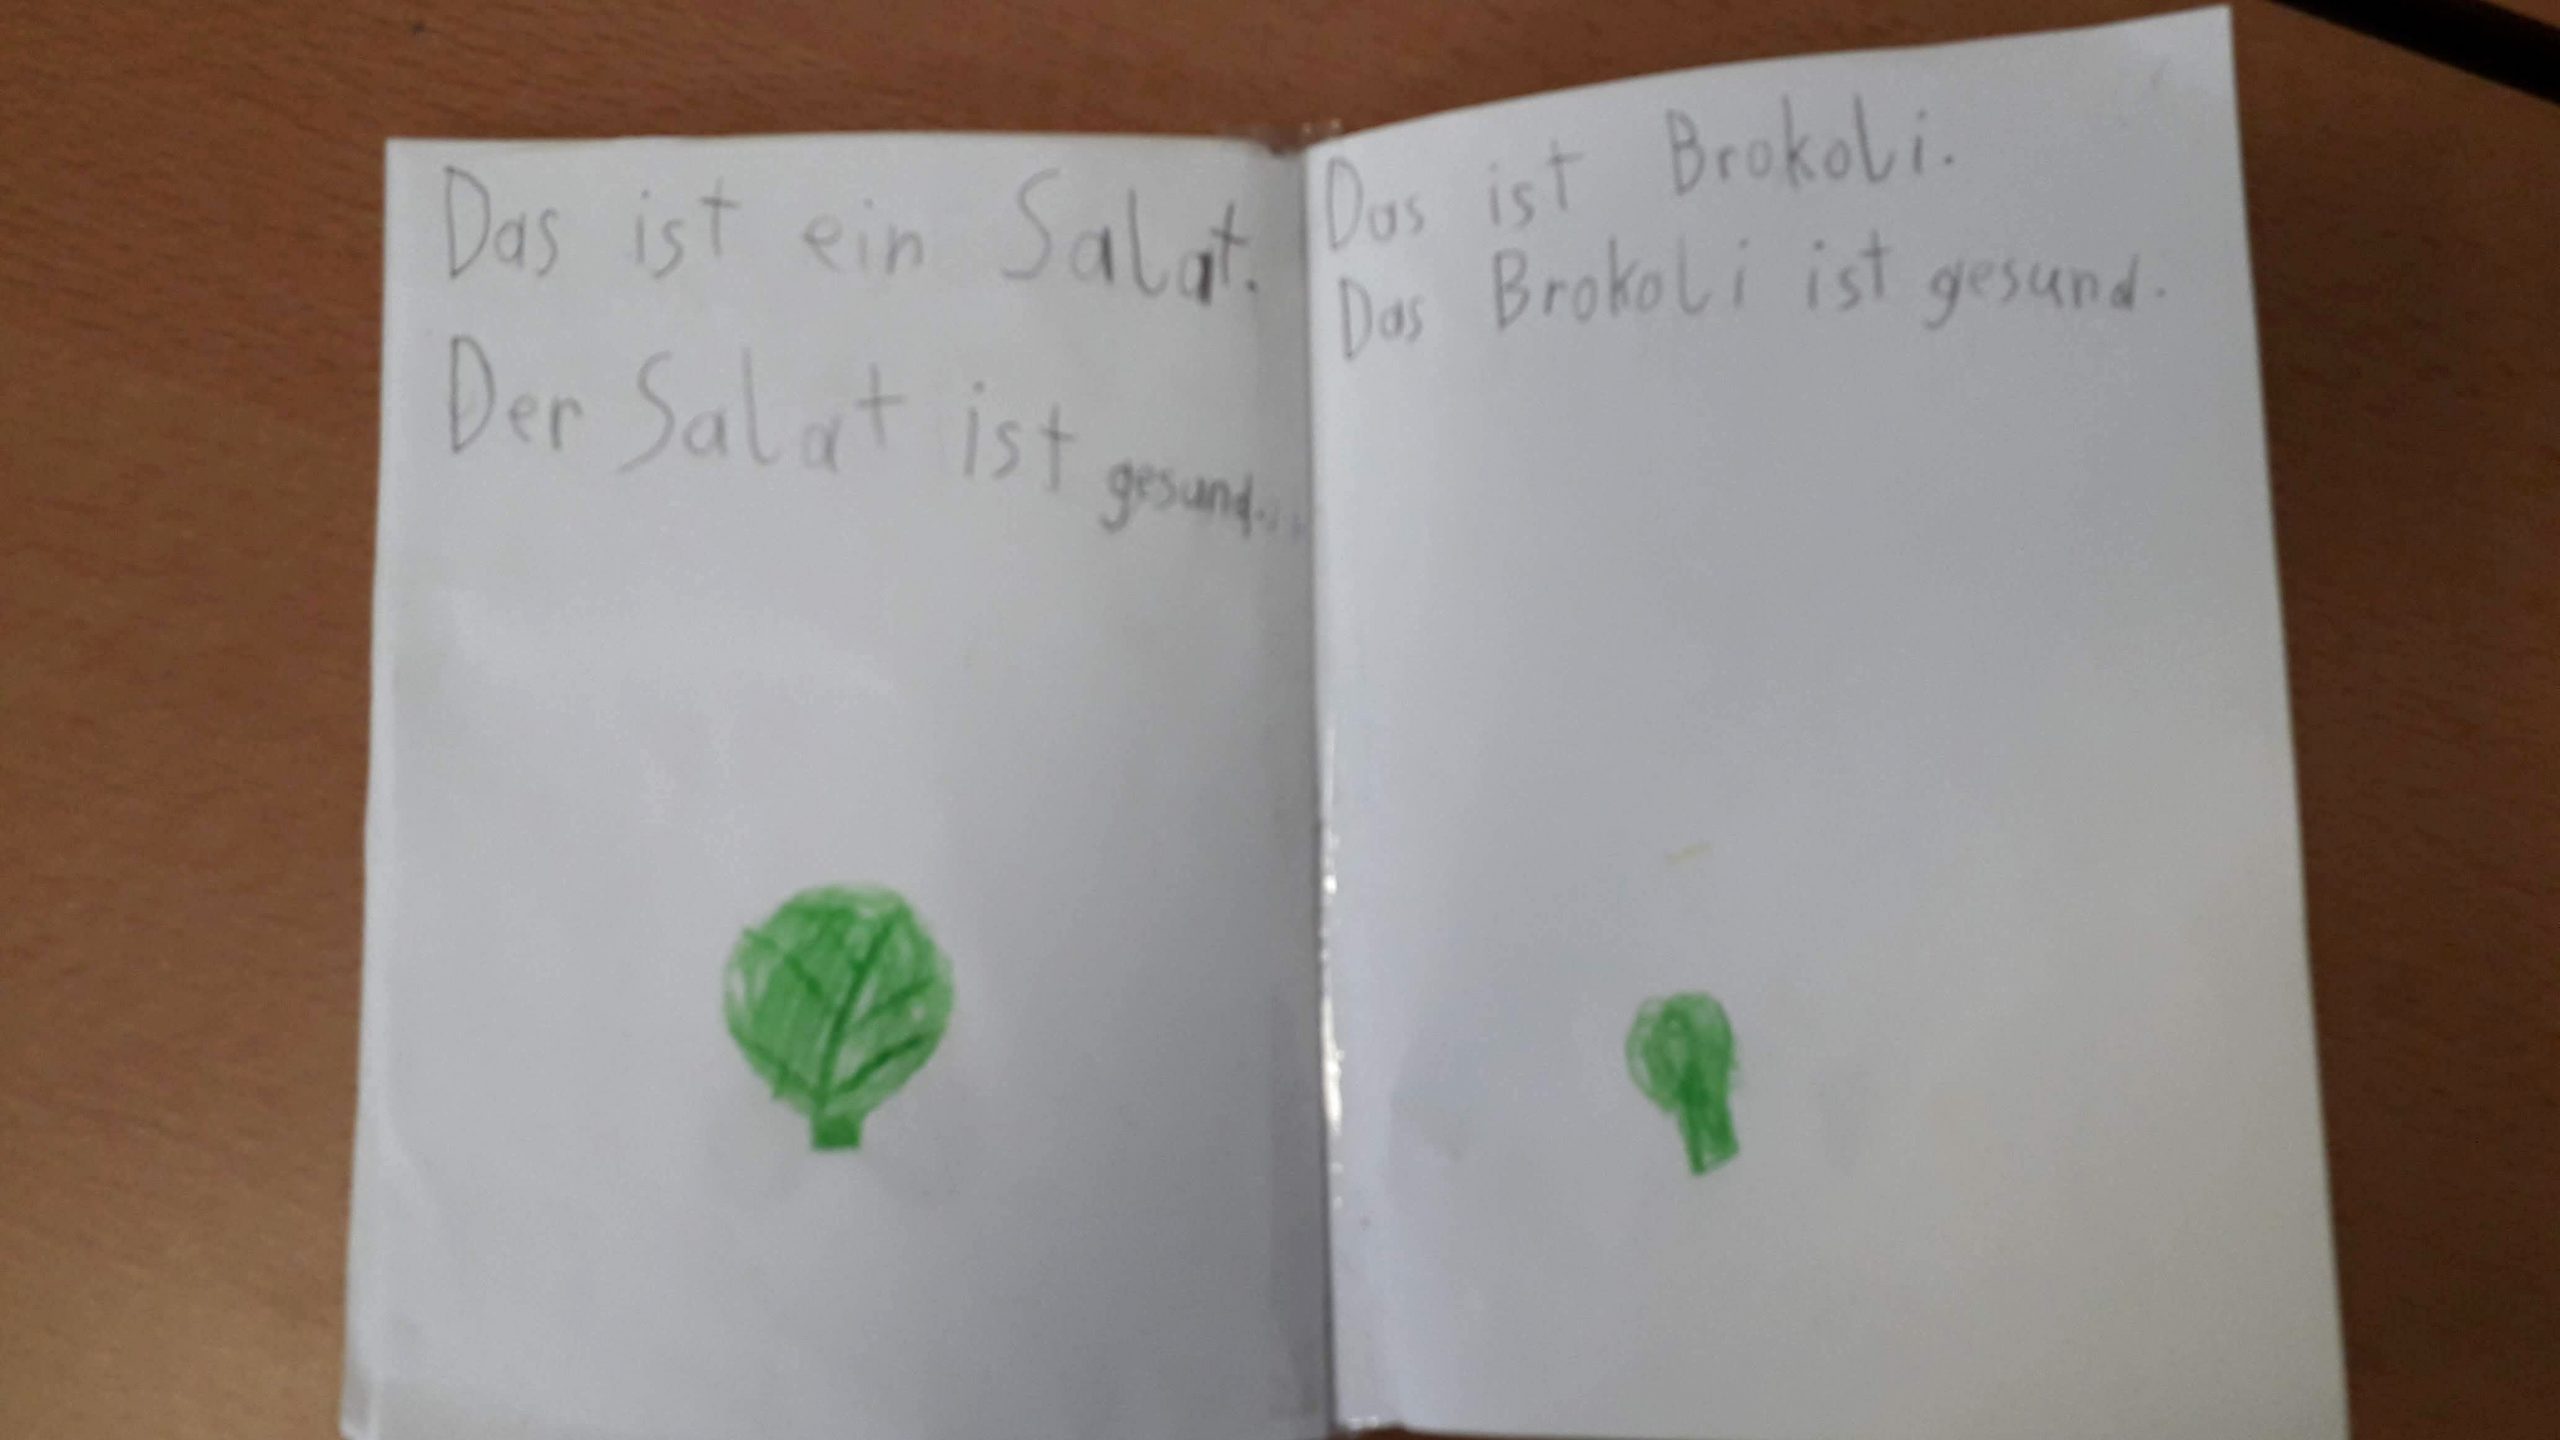 Das ist ein Salat.
Der Salat ist gesund...
Das ist Brokoli.
Das Brokoli ist gesund.